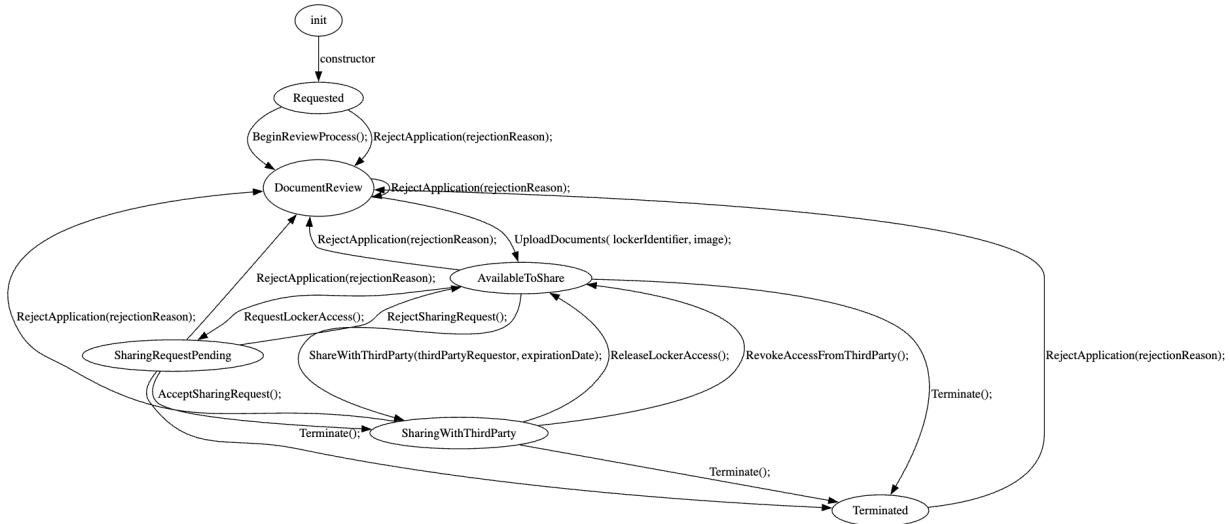 init
constructor
Requested
BeginReviewProcess();
RejectApplication(rejectionReason);
DocumentReview
RejectApplication(rejectionReason);
RejectApplication(rejectionReason);
UploadDocuments( lockerIdentifier, image);
RejectApplication(rejectionReason);
AvailableToShare
RejectApplication(rejectionReason);
RequestLockerAccess();
RejectSharingRequest();
SharingRequestPending
ShareWithThirdParty(thirdPartyRequestor, expirationDate);
ReleaseLockerAccess();
RevokeAccessFromThirdParty();
RejectApplication(rejectionReason);
AcceptSharingRequest();
Terminate();
Terminate();
SharingWithThirdParty
Terminate();
Terminated